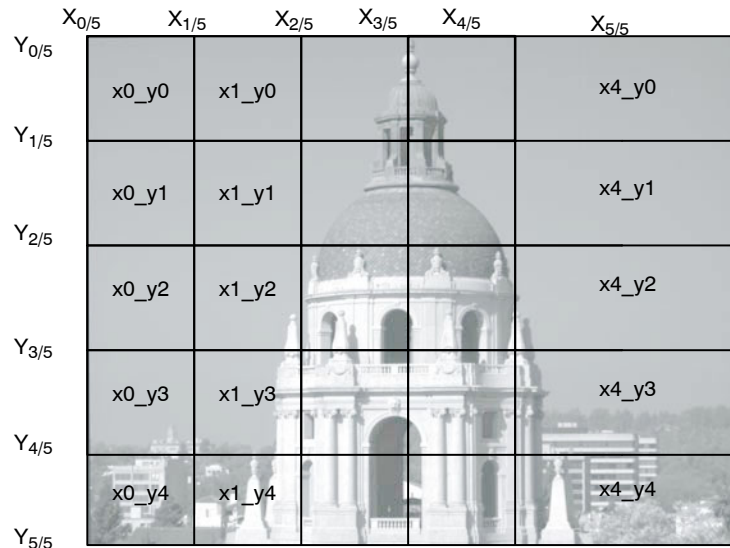 X0/5 X1/5 X2/5 X3/5 X4/5 X5/5
Y0/5
x0_y0 x1_y0 x4_y0
Y1/5
x0_y1 x1_y1 x4_y1
Y2/5
x0_y2 x1_y2 x4_y2
Y3/5
x0_y3 x1_y3 x4_y3
Y4/5
x0_y4 x1_y4 x4_y4
Y5/5